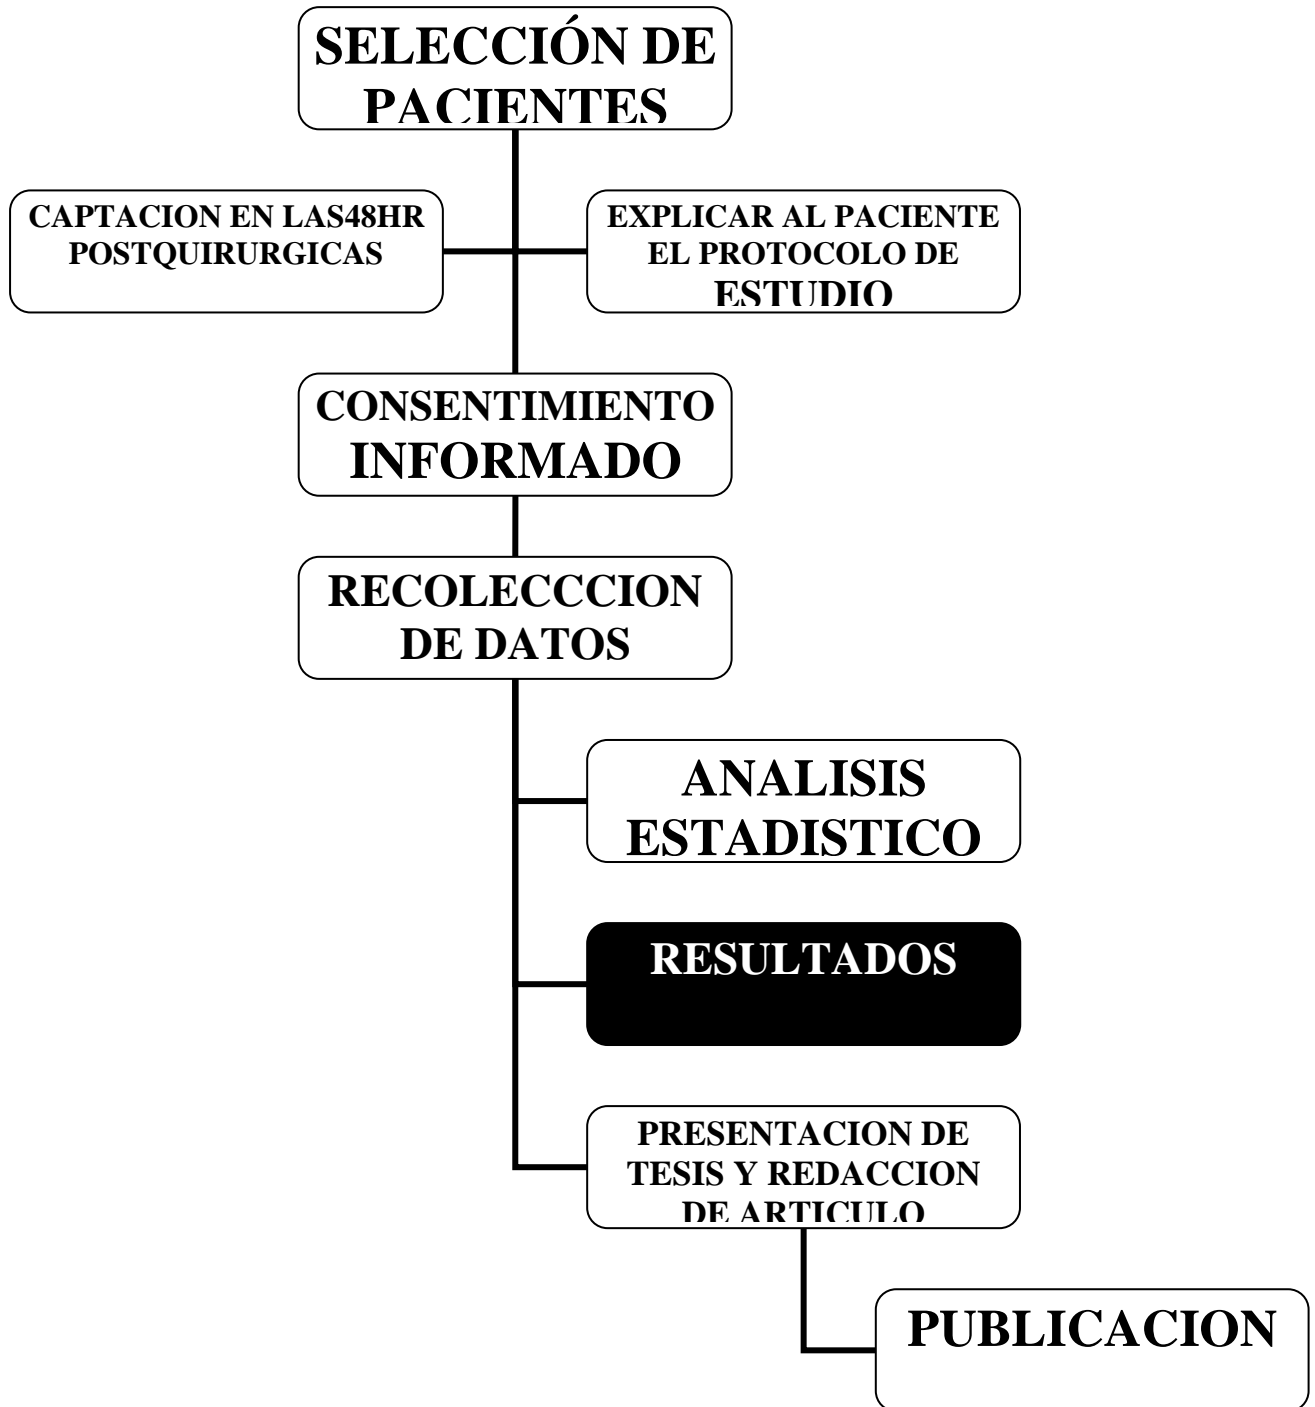 SELECCIÓN DE
PACIENTES
CAPTACION EN LAS48HR
POSTQUIRURGICAS
EXPLICAR AL PACIENTE
EL PROTOCOLO DE
ESTUDIO
CONSENTIMIENTO
INFORMADO
RECOLECCCION
DE DATOS
ANALISIS
ESTADISTICO
RESULTADOS
PRESENTACION DE
TESIS Y REDACCION
DE ARTICULO
PUBLICACION